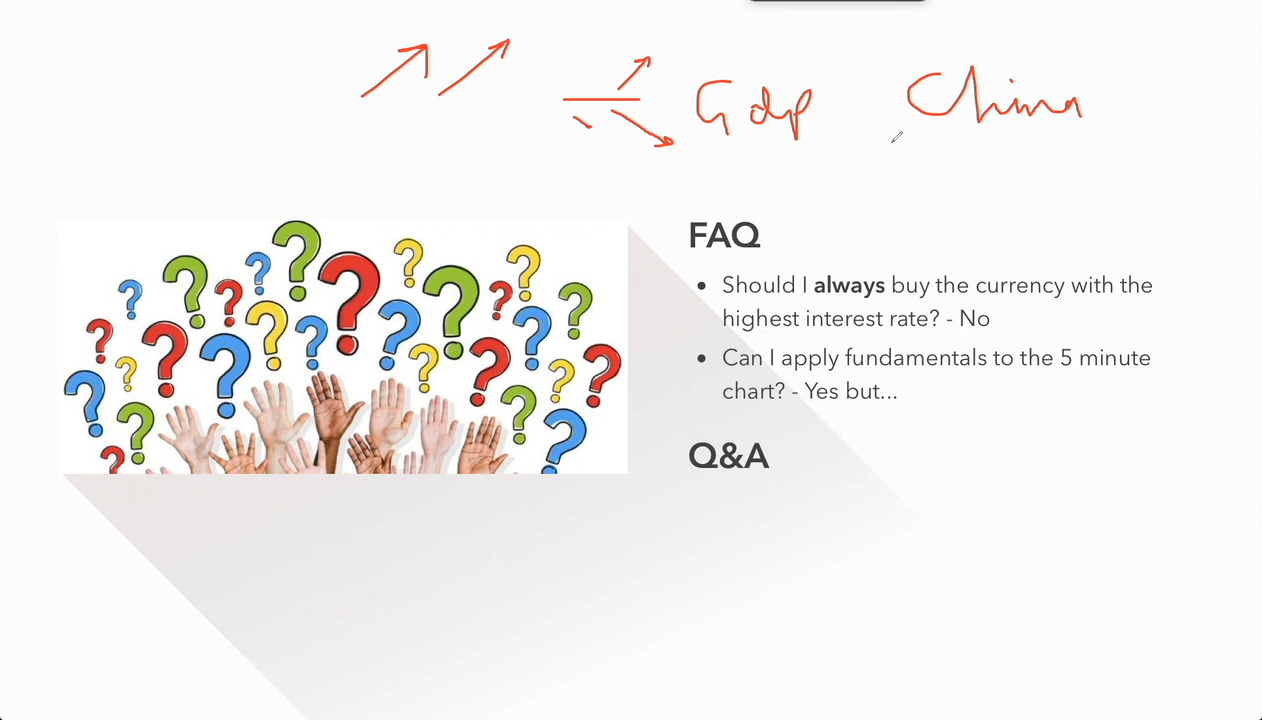 Gdp China
FAQ
• Should I always buy the currency with the
highest interest rate? - No
• Can I apply fundamentals to the 5 minute
chart? - Yes but...
Q&A